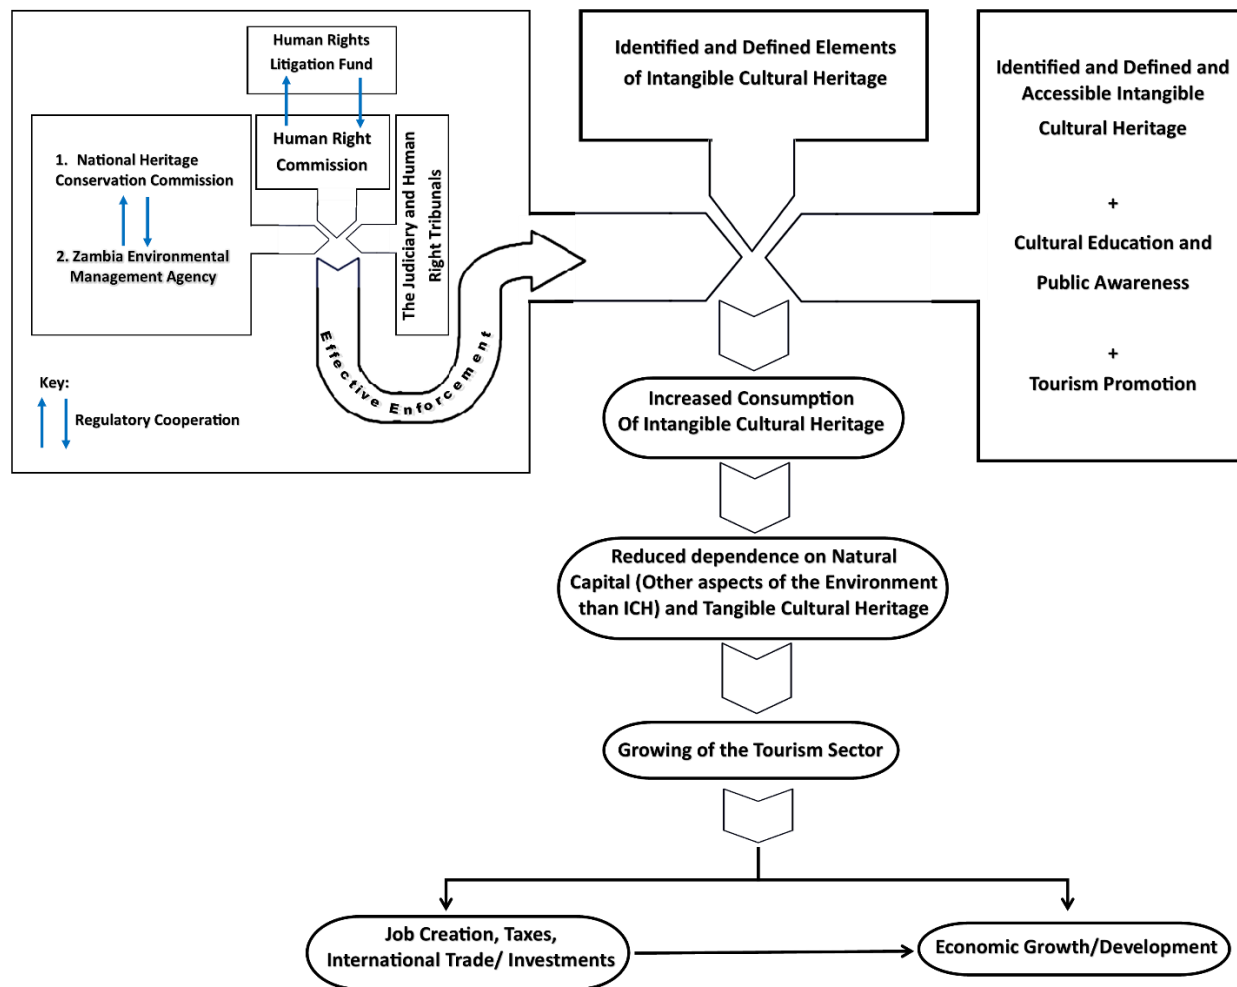 Human Rights
Litigation Fund
Human Right
Commission
1. National Heritage
Conservation Commission
2. Zambia Environmental
Management Agency
The Judiciary and Human
Right Tribunals
Effective Enforcement
Key:
Regulatory Cooperation
Identified and Defined Elements
of Intangible Cultural Heritage
Identified and Defined and
Accessible Intangible
Cultural Heritage
+
Cultural Education and
Public Awareness
+
Tourism Promotion
Increased Consumption
Of Intangible Cultural Heritage
Reduced dependence on Natural
Capital (Other aspects of the Environment
than ICH) and Tangible Cultural Heritage
Growing of the Tourism Sector
Job Creation, Taxes,
International Trade/ Investments
Economic Growth/Development